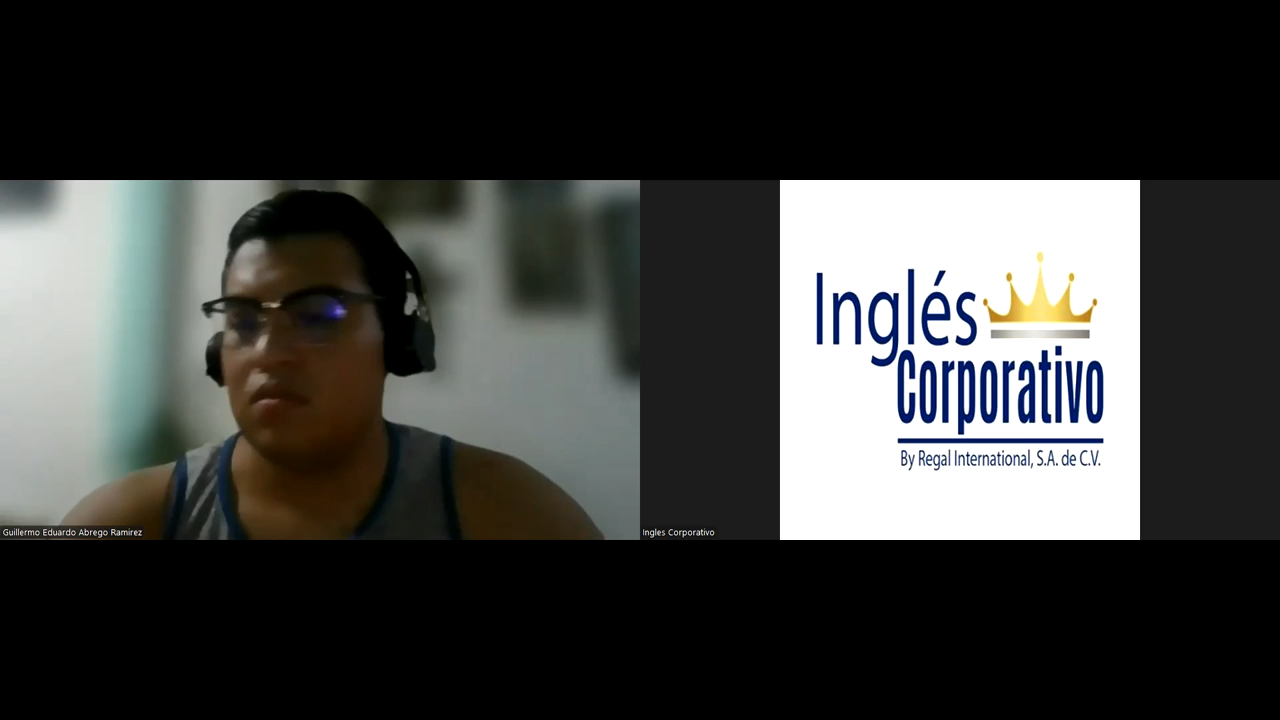 Inglés
Corporativo
By Regal International, S.A. de C.V.
Guillermo Eduardo Abrego Ramirez
Ingles Corporativo